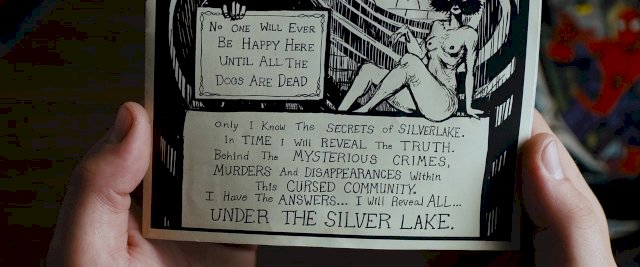 No One Will Ever
Be Happy Here
Until All The
Dogs Are Dead
Only I Know The SECRETS of SILVERLAKE.
In TIME I Will REVEAL The TRUTH.
Behind The MYSTERIOUS CRIMES,
MURDERS And DISAPPEARANCES Within
This CURSED COMMUNITY.
I Have The ANSWERS... I Will Reveal ALL...
UNDER THE SILVER LAKE.